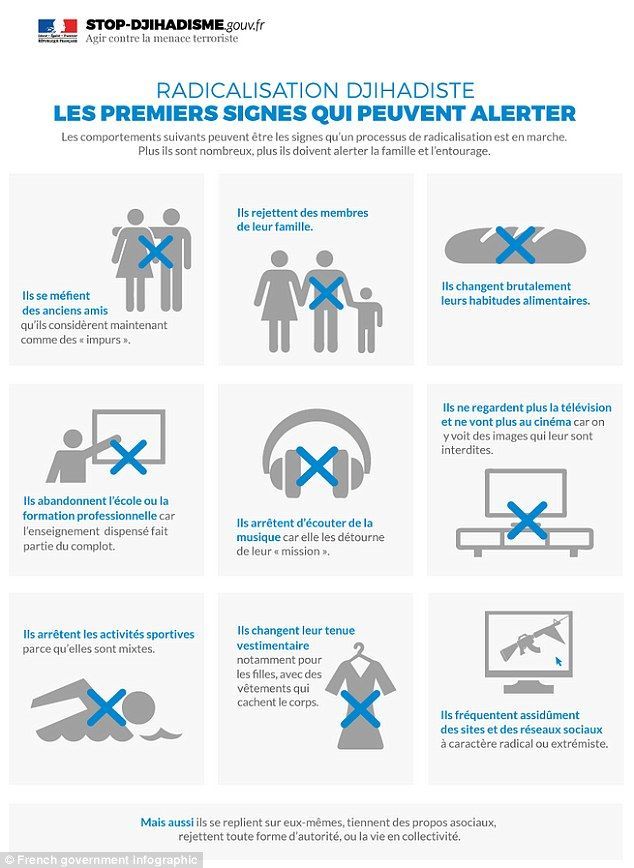 STOP-DJIHADISME.gouv.fr
Agir contre la menace terroriste
RÉPUBLIQUE FRANÇAISE
RADICALISATION DJIHADISTE
LES PREMIERS SIGNES QUI PEUVENT ALERTER
Les comportements suivants peuvent être les signes qu'un processus de radicalisation est en marche.
Plus ils sont nombreux, plus ils doivent alerter la famille et l'entourage.
Ils se méfient
des anciens amis
qu'ils considèrent maintenant
comme des « impurs ».
Ils rejettent des membres
de leur famille.
Ils changent brutalement
leurs habitudes alimentaires.
Ils abandonnent l'école ou la
formation professionnelle car
l'enseignement dispensé fait
partie du complot.
Ils arrêtent d'écouter de la
musique car elle les détourne
de leur « mission ».
Ils ne regardent plus la télévision
et ne vont plus au cinéma car on
y voit des images qui leur sont
interdites.
Ils arrêtent les activités sportives
parce qu'elles sont mixtes.
Ils changent leur tenue
vestimentaire
notamment pour
les filles, avec des
vêtements qui
cachent le corps.
Ils fréquentent assidûment
des sites et des réseaux sociaux
à caractère radical ou extrémiste.
Mais aussi ils se replient sur eux-mêmes, tiennent des propos asociaux,
rejettent toute forme d'autorité, ou la vie en collectivité.
© French government infographic